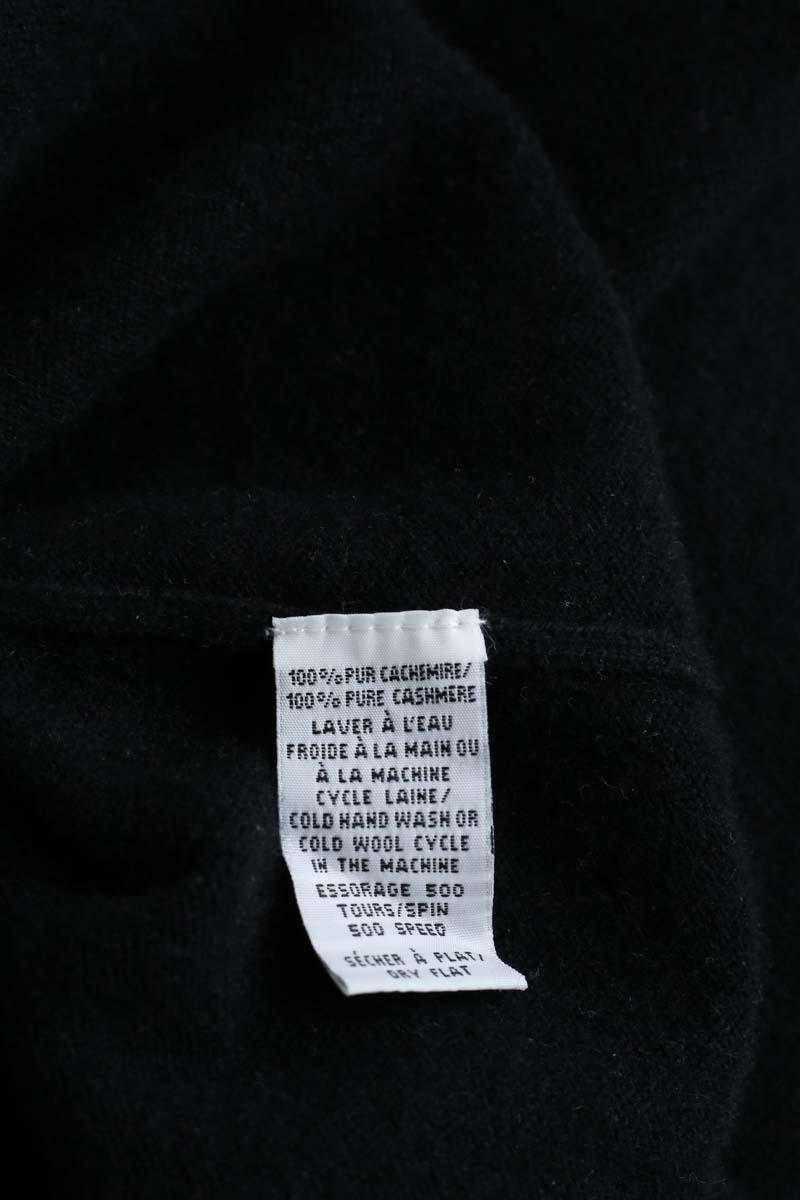 100% PUR CACHEMIRE/
100% PURE CASHMERE
LAVER À L'EAU
FROIDE À LA MAIN OU
À LA MACHINE
CYCLE LAINE/
COLD HAND WASH OR
COLD WOOL CYCLE
IN THE MACHINE
ESSORAGE 500
TOURS/SPIN
500 SPEED
SÉCHER À PLAT/
DRY FLAT